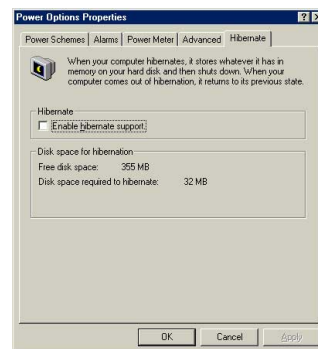 Power Options Properties
Power Schemes Alarms Power Meter Advanced Hibernate
When your computer hibernates, it stores whatever it has in
memory on your hard disk and then shuts down. When your
computer comes out of hibernation, it returns to its previous state.
Hibernate
Enable hibernate support.
Disk space for hibernation
Free disk space: 355 MB
Disk space required to hibernate: 32 MB
OK Cancel Apply